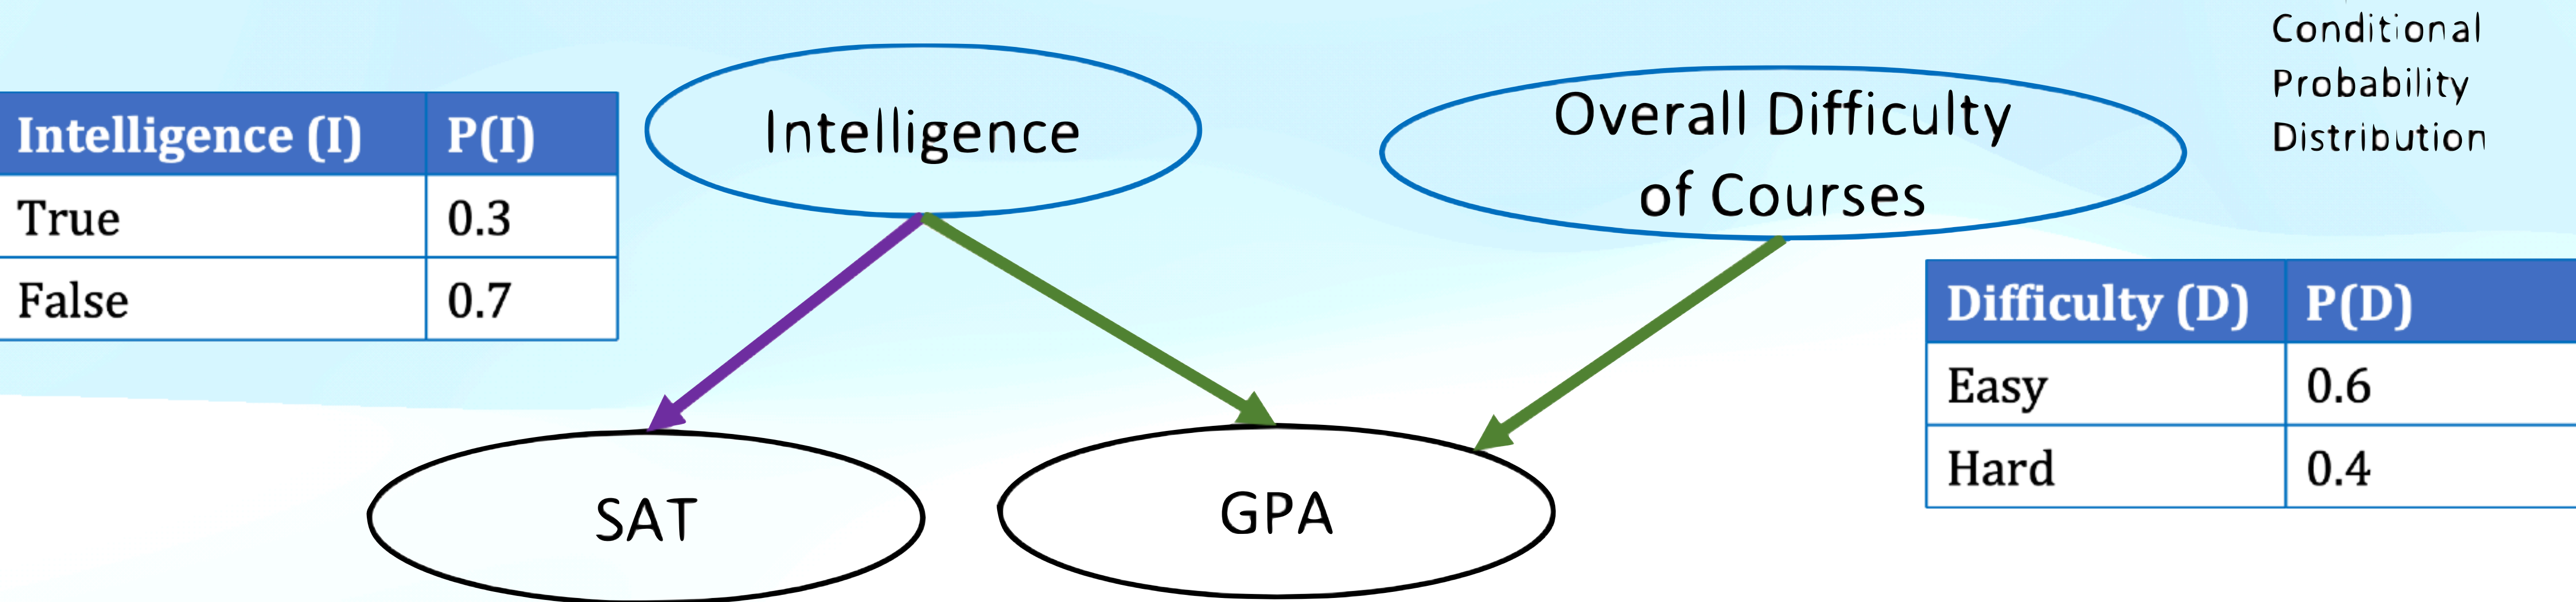 Conditional
Probability
Distribution
Intelligence (I) P(I)
True 0.3
False 0.7
Intelligence
Overall Difficulty
of Courses
Difficulty (D) P(D)
Easy 0.6
Hard 0.4
SAT
GPA